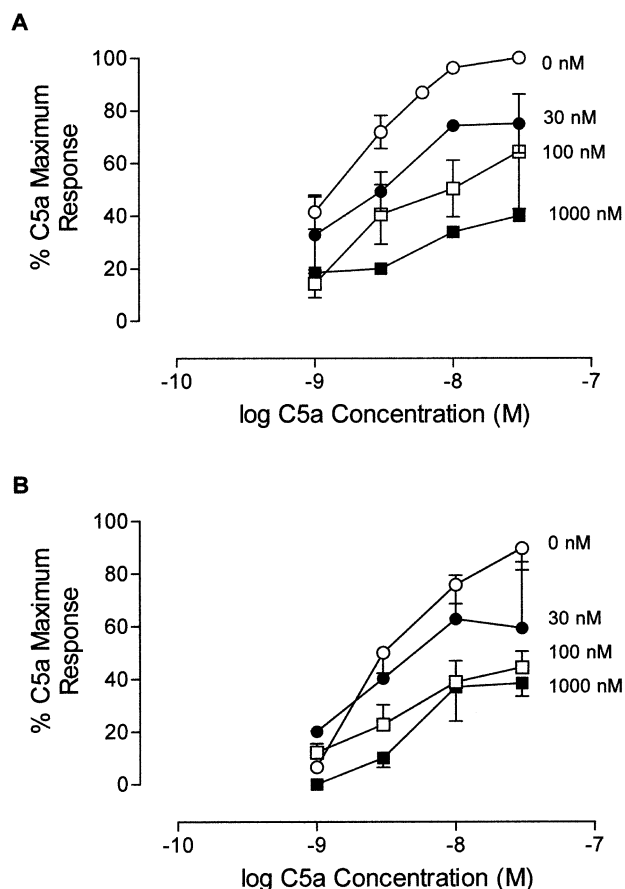 A
% C5a Maximum
Response
100
80
60
40
20
0
0 nM
30 nM
100 nM
1000 nM
-10
-9
-8
-7
log C5a Concentration (M)
B
% C5a Maximum
Response
100
80
60
40
20
0
0 nM
30 nM
100 nM
1000 nM
-10
-9
-8
-7
log C5a Concentration (M)